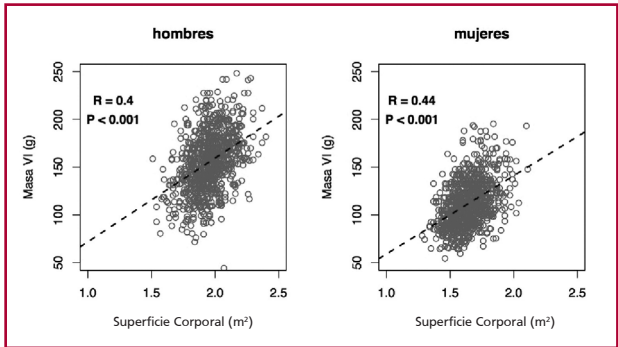 hombres
R = 0.4
P < 0.001
Masa VI (g)
250
200
150
100
50
1.0 1.5 2.0 2.5
Superficie Corporal (m²)
mujeres
R = 0.44
P < 0.001
Masa VI (g)
250
200
150
100
50
1.0 1.5 2.0 2.5
Superficie Corporal (m²)